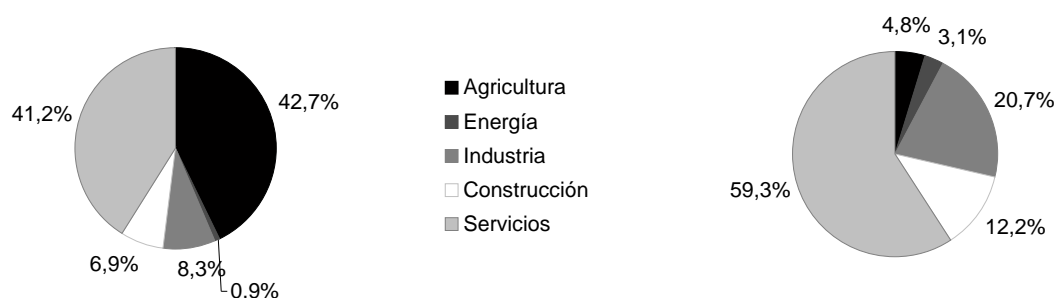 41,2%
42,7%
6,9%
8,3%
0,9%
Agricultura
Energía
Industria
Construcción
Servicios
4,8%
3,1%
20,7%
59,3%
12,2%